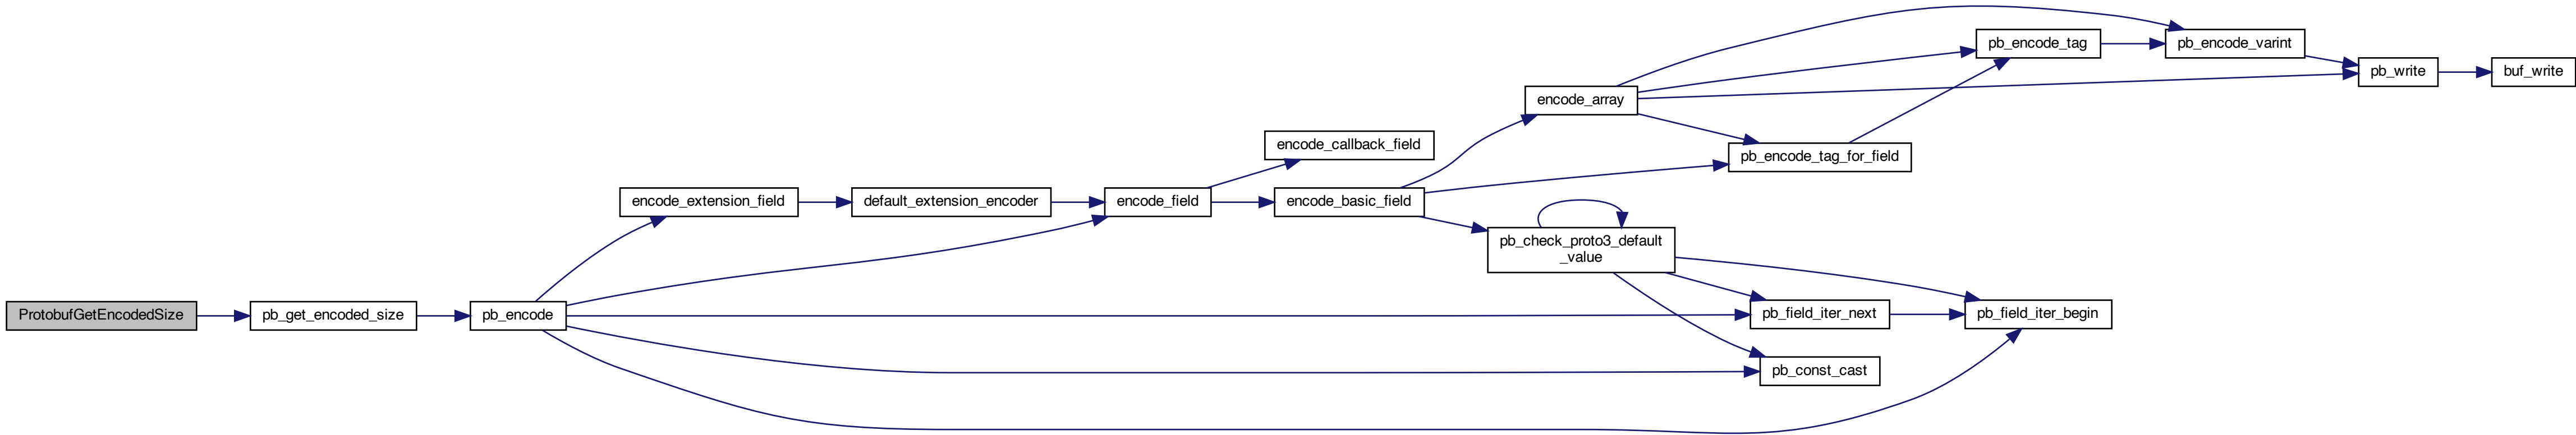 ProtobufGetEncodedSize
pb_get_encoded_size
pb_encode
encode_extension_field
default_extension_encoder
encode_field
encode_callback_field
encode_basic_field
encode_array
pb_check_proto3_default
_value
pb_encode_tag_for_field
pb_encode_tag
pb_encode_varint
pb_write
buf_write
pb_field_iter_next
pb_field_iter_begin
pb_const_cast